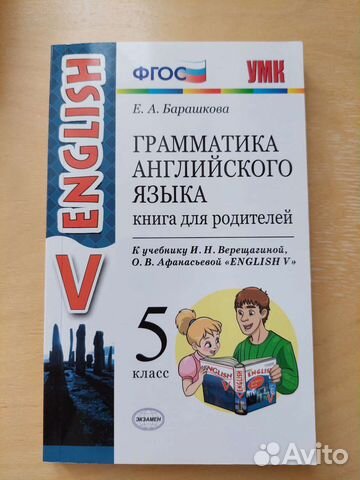 ФГОС
УМК
ENGLISH
V
Е. А. Барашкова
ГРАММАТИКА
АНГЛИЙСКОГО
ЯЗЫКА
книга для родителей
К учебнику И. Н. Верещагиной,
О. В. Афанасьевой «ENGLISH V»
5
класс
ENGLISH
V
ENGLISH
V
ЭКЗАМЕН
Avito